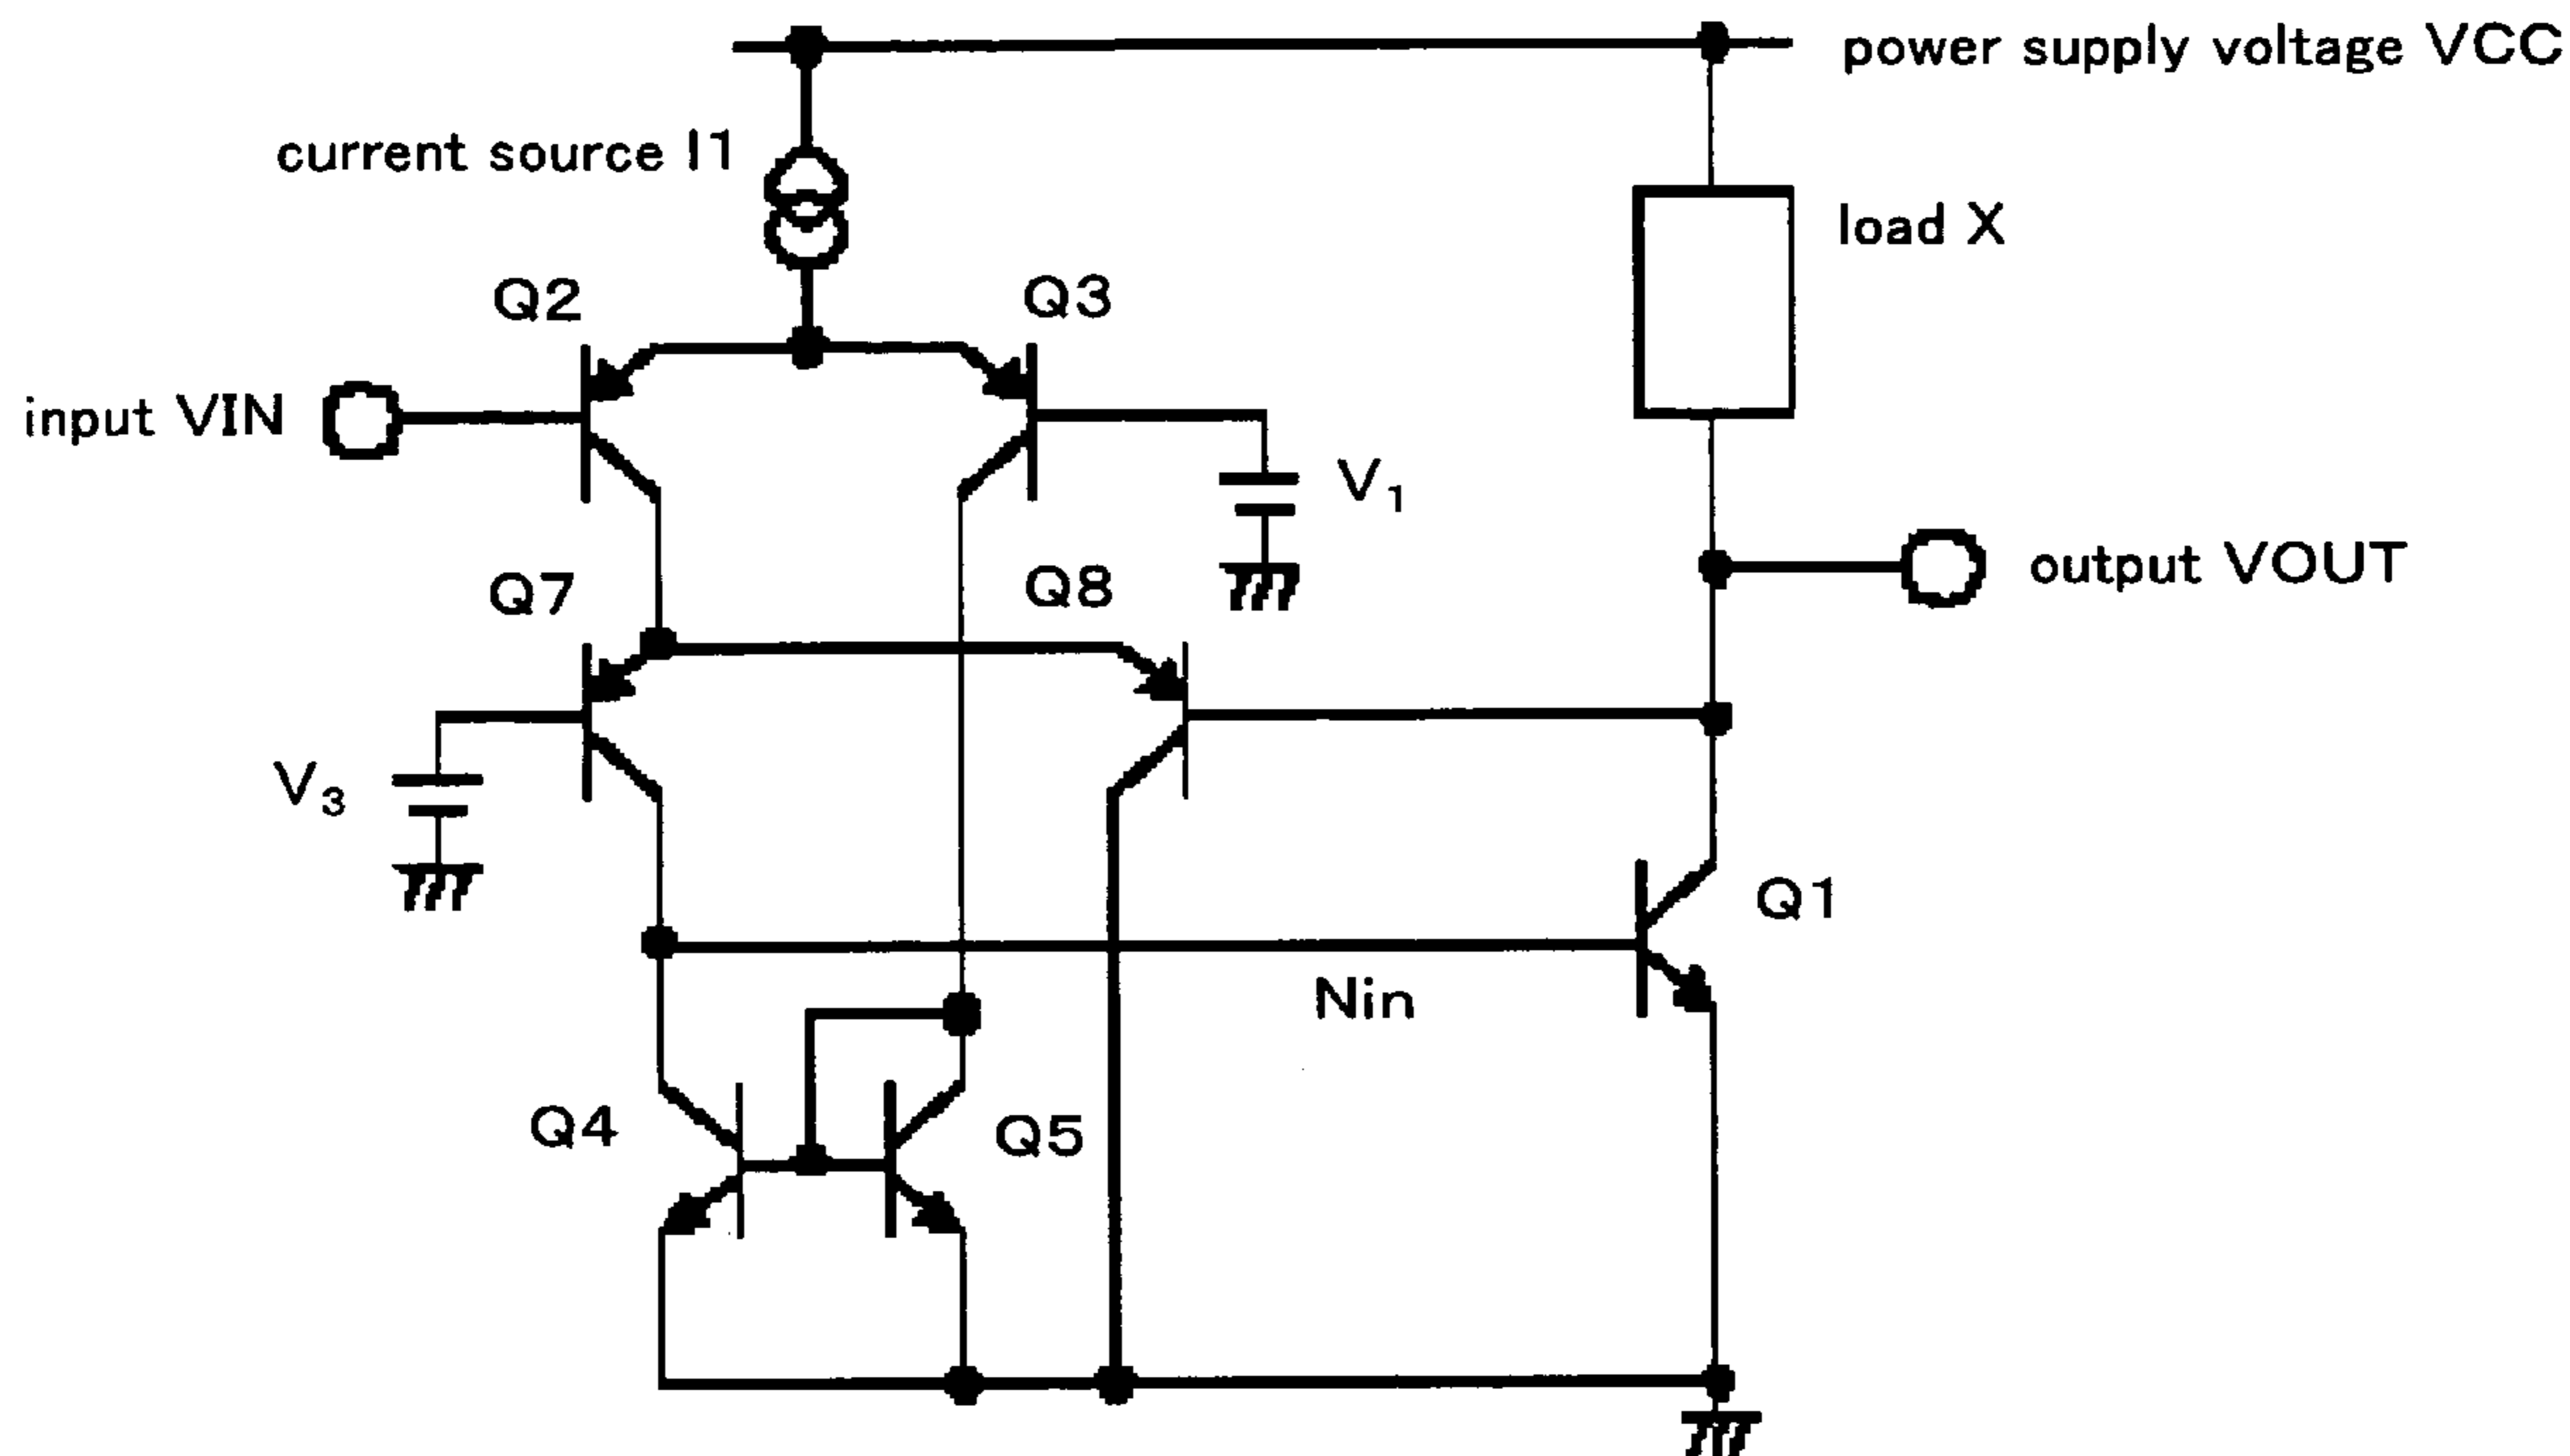 power supply voltage VCC
current source I1
load X
Q2
Q3
input VIN
V1
output VOUT
Q7
Q8
V3
Q1
Nin
Q4
Q5